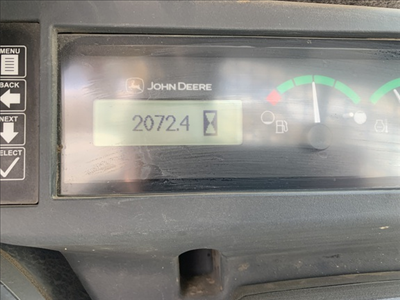 MENU
BACK
NEXT
SELECT
JOHN DEERE
2072.4